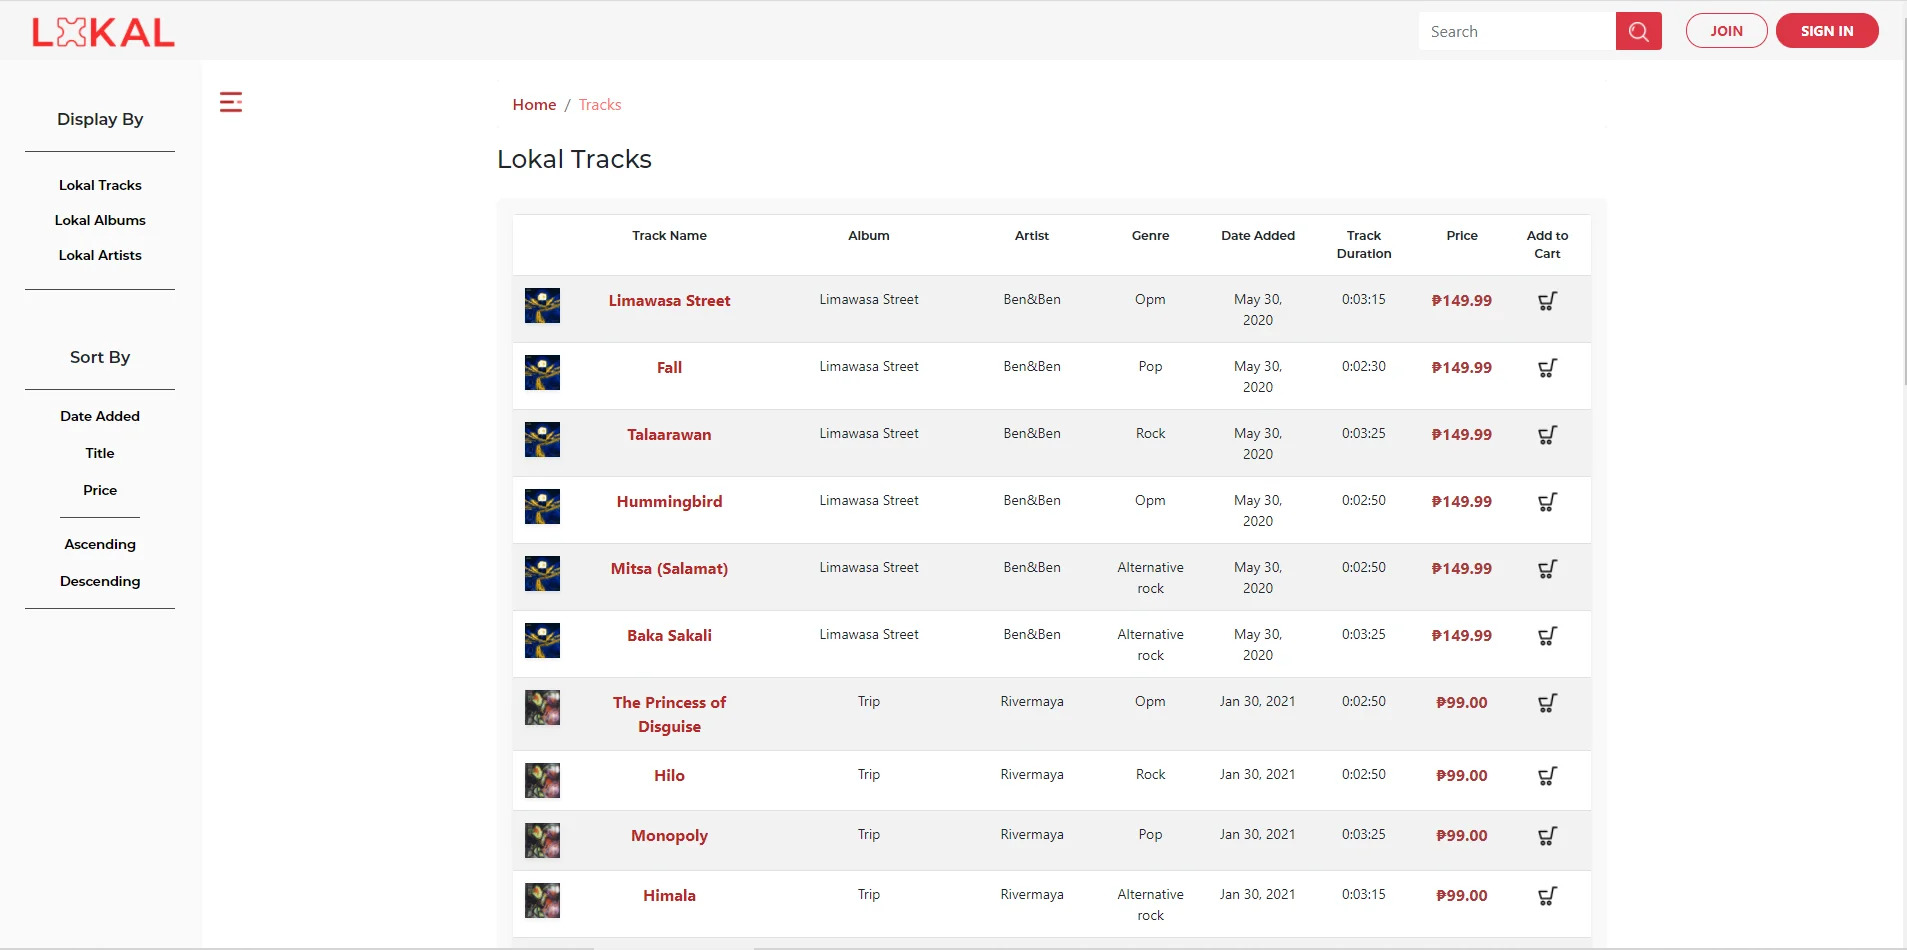 LOKAL
Search
JOIN
SIGN IN
Display By
Lokal Tracks
Lokal Albums
Lokal Artists
Sort By
Date Added
Title
Price
Ascending
Descending
Home / Tracks
Lokal Tracks
Track Name Album Artist Genre Date Added Track Duration Price Add to Cart
Limawasa Street Limawasa Street Ben&Ben Opm May 30, 2020 0:03:15 ₱149.99
Fall Limawasa Street Ben&Ben Pop May 30, 2020 0:02:30 ₱149.99
Talaarawan Limawasa Street Ben&Ben Rock May 30, 2020 0:03:25 ₱149.99
Hummingbird Limawasa Street Ben&Ben Opm May 30, 2020 0:02:50 ₱149.99
Mitsa (Salamat) Limawasa Street Ben&Ben Alternative rock May 30, 2020 0:02:50 ₱149.99
Baka Sakali Limawasa Street Ben&Ben Alternative rock May 30, 2020 0:03:25 ₱149.99
The Princess of Disguise Trip Rivermaya Opm Jan 30, 2021 0:02:50 ₱99.00
Hilo Trip Rivermaya Rock Jan 30, 2021 0:02:50 ₱99.00
Monopoly Trip Rivermaya Pop Jan 30, 2021 0:03:25 ₱99.00
Himala Trip Rivermaya Alternative rock Jan 30, 2021 0:03:15 ₱99.00